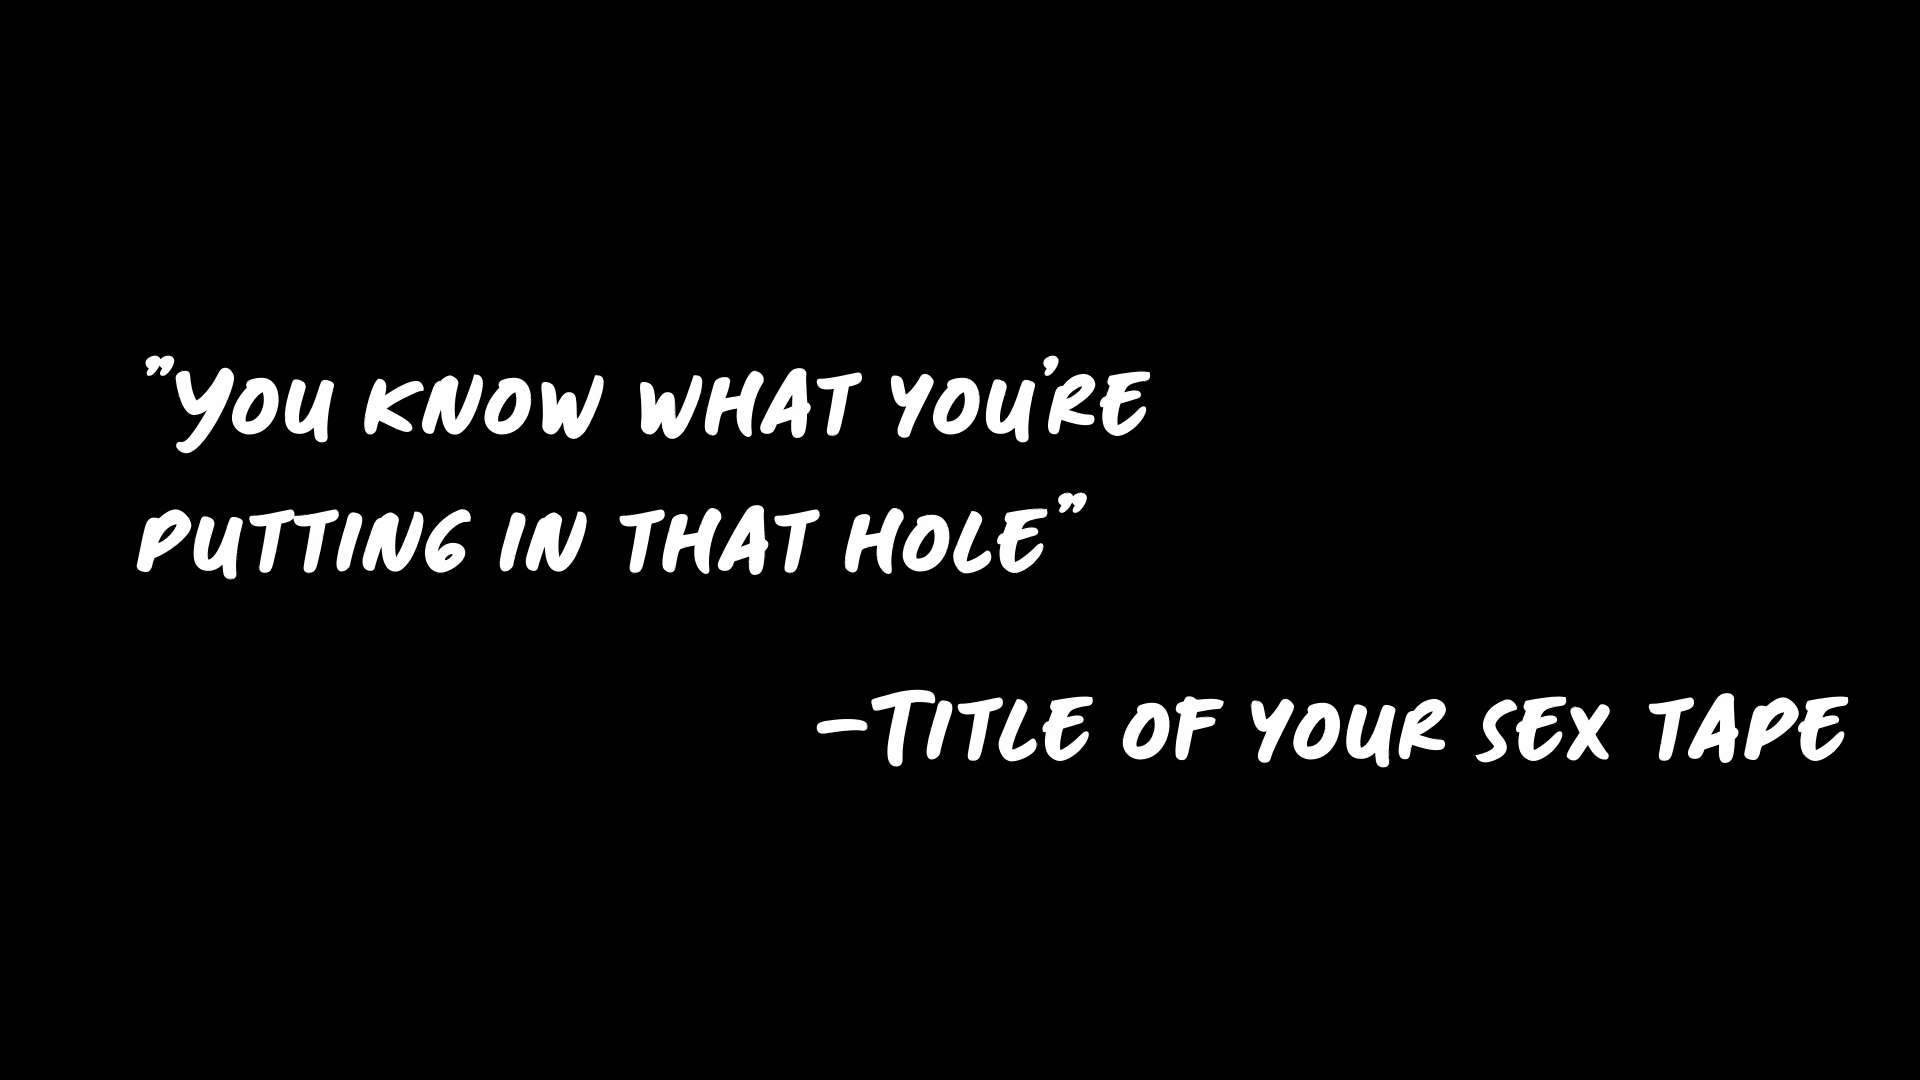 ”You know what you’re
putting in that hole”
–Title of your sex tape